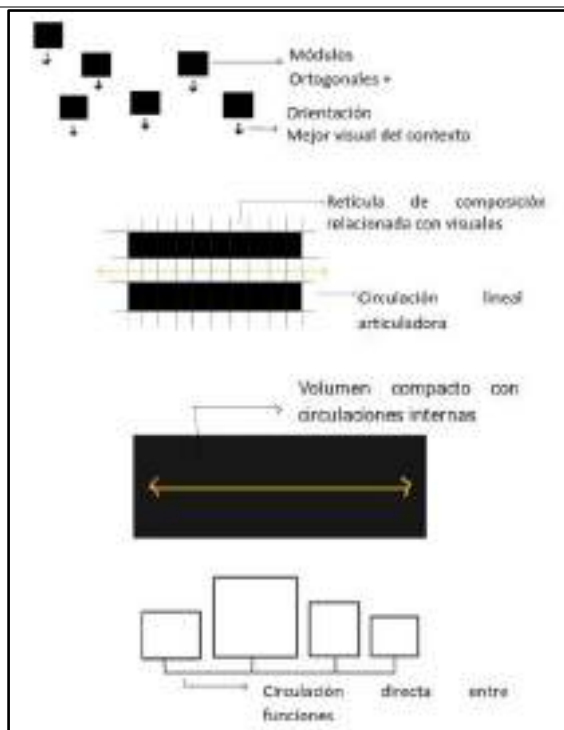 Módulos
Ortogonales +
Orientación
Mejor visual del contexto
Retícula de composición
relacionada con visuales
Circulación lineal
articuladora
Volumen compacto con
circulaciones internas
Circulación directa entre
funciones